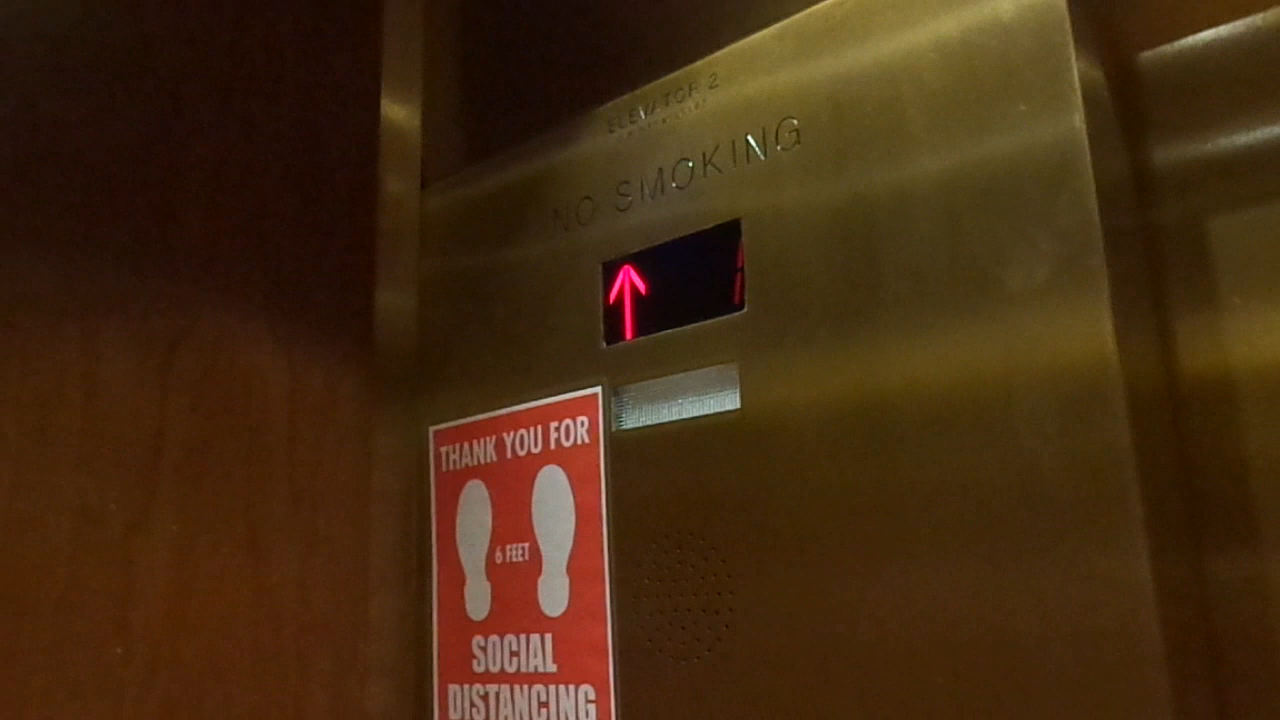 ELEVATOR 2
NO SMOKING
THANK YOU FOR
6 FEET
SOCIAL
DISTANCING